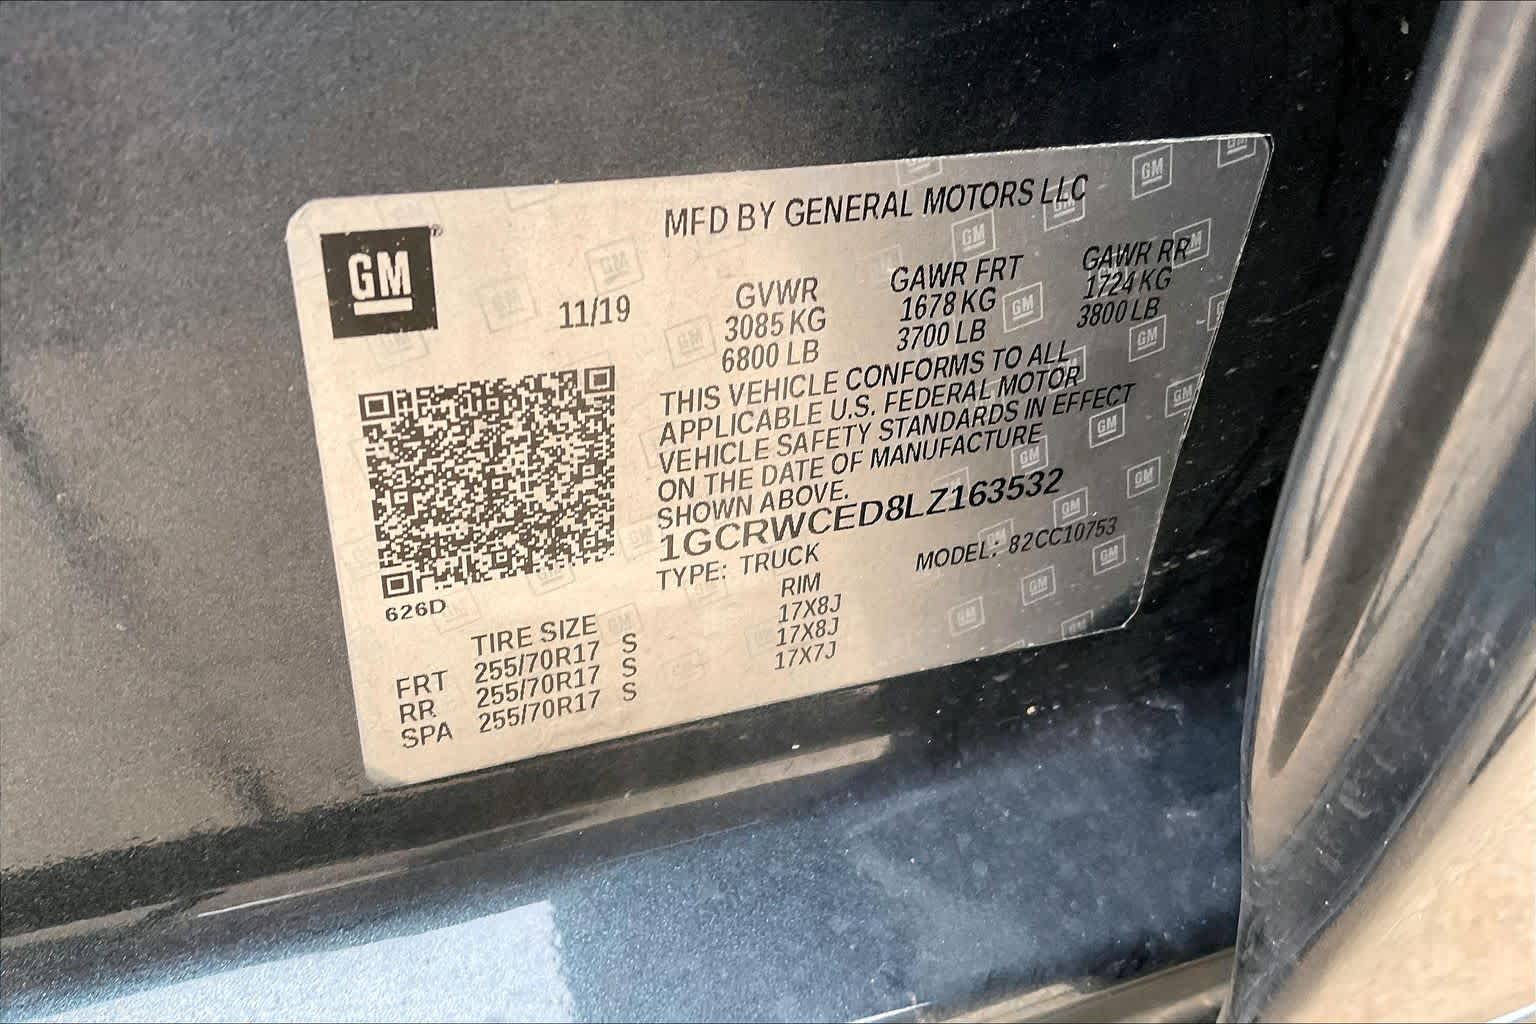 MFD BY GENERAL MOTORS LLC
GM
11/19
GVWR GAWR FRT GAWR RR
3085 KG 1678 KG 1724 KG
6800 LB 3700 LB 3800 LB
THIS VEHICLE CONFORMS TO ALL
APPLICABLE U.S. FEDERAL MOTOR
VEHICLE SAFETY STANDARDS IN EFFECT
ON THE DATE OF MANUFACTURE
SHOWN ABOVE.
1GCRWCED8LZ163532
TYPE: TRUCK MODEL: 82CC10753
626D
TIRE SIZE RIM
FRT 255/70R17 S 17X8J
RR 255/70R17 S 17X8J
SPA 255/70R17 S 17X7J